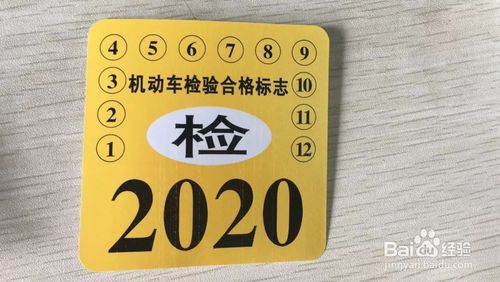 4 5 6 7 8 9
3 机动车检验合格标志 10
2 11
检
1 12
2020
Baidu 经验
jingyan.baidu.com